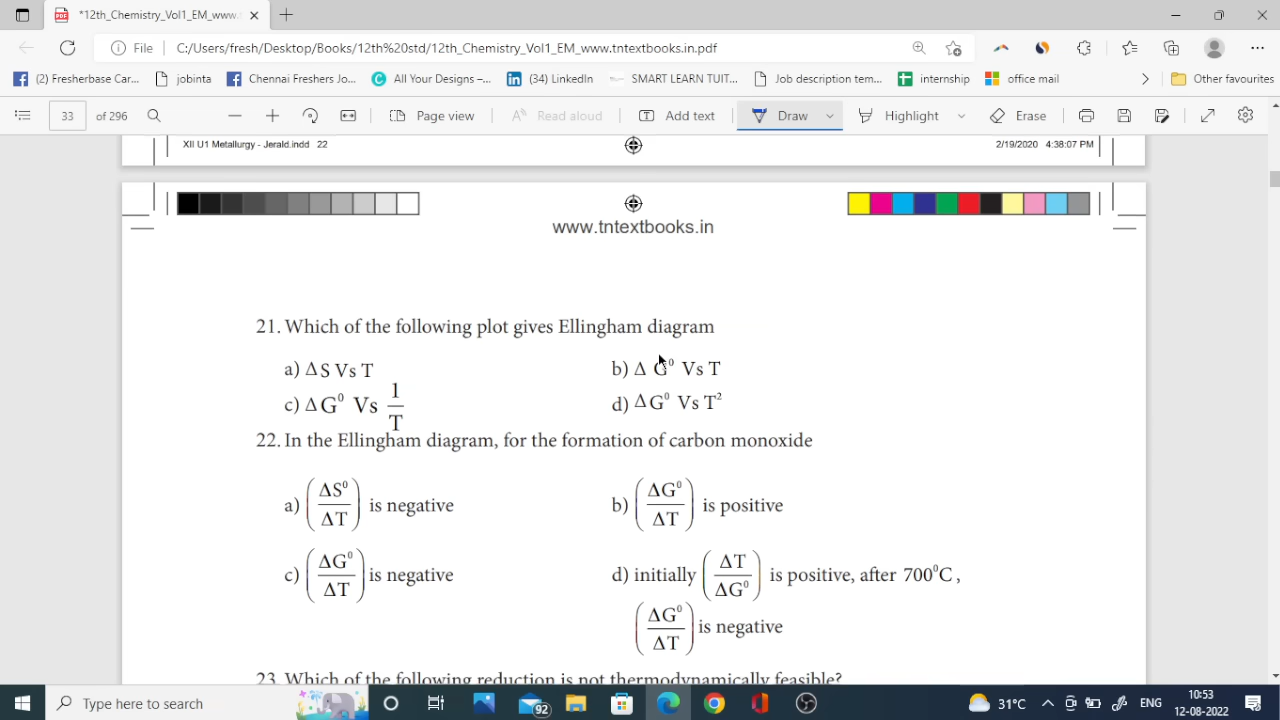 *12th_Chemistry_Vol1_EM_www.
File
C:/Users/fresh/Desktop/Books/12th%20std/12th_Chemistry_Vol1_EM_www.tntextbooks.in.pdf
(2) Fresherbase Car...
jobinta
Chennai Freshers Jo...
All Your Designs –...
(34) LinkedIn
SMART LEARN TUIT...
Job description tem...
internship
office mail
Other favourites
33 of 296
Page view
Read aloud
Add text
Draw
Highlight
Erase
XII U1 Metallurgy - Jerald.indd 22
2/19/2020 4:38:07 PM
www.tntextbooks.in
21. Which of the following plot gives Ellingham diagram
a) ΔS Vs T
b) Δ G⁰ Vs T
c) ΔG⁰ Vs 1/T
d) ΔG⁰ Vs T²
22. In the Ellingham diagram, for the formation of carbon monoxide
a) (ΔS⁰/ΔT) is negative
b) (ΔG⁰/ΔT) is positive
c) (ΔG⁰/ΔT) is negative
d) initially (ΔT/ΔG⁰) is positive, after 700⁰C,
(ΔG⁰/ΔT) is negative
23. Which of the following reduction is not thermodynamically feasible?
Type here to search
92
31°C
ENG
10:53
12-08-2022